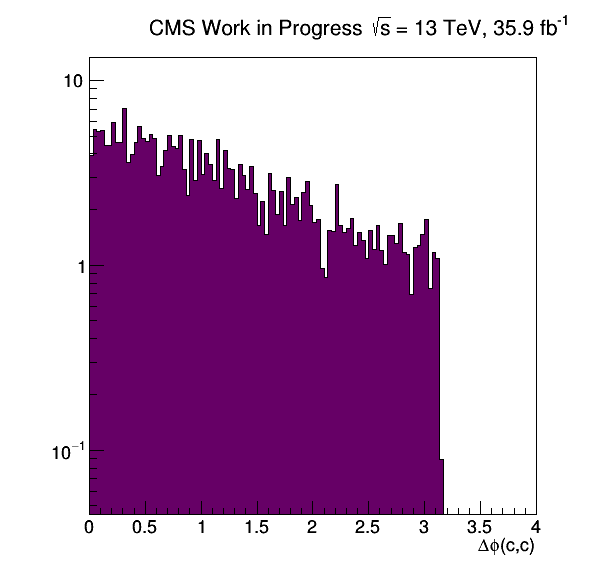 CMS Work in Progress √s = 13 TeV, 35.9 fb⁻¹
10
1
10⁻¹
0 0.5 1 1.5 2 2.5 3 3.5 4
Δϕ(c,c)